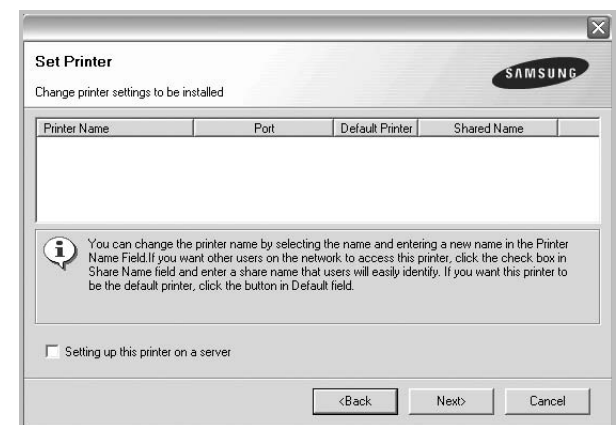 Set Printer
SAMSUNG
Change printer settings to be installed
Printer Name Port Default Printer Shared Name
You can change the printer name by selecting the name and entering a new name in the Printer
Name Field.If you want other users on the network to access this printer, click the check box in
Share Name field and enter a share name that users will easily identify. If you want this printer to
be the default printer, click the button in Default field.
Setting up this printer on a server
<Back Next> Cancel